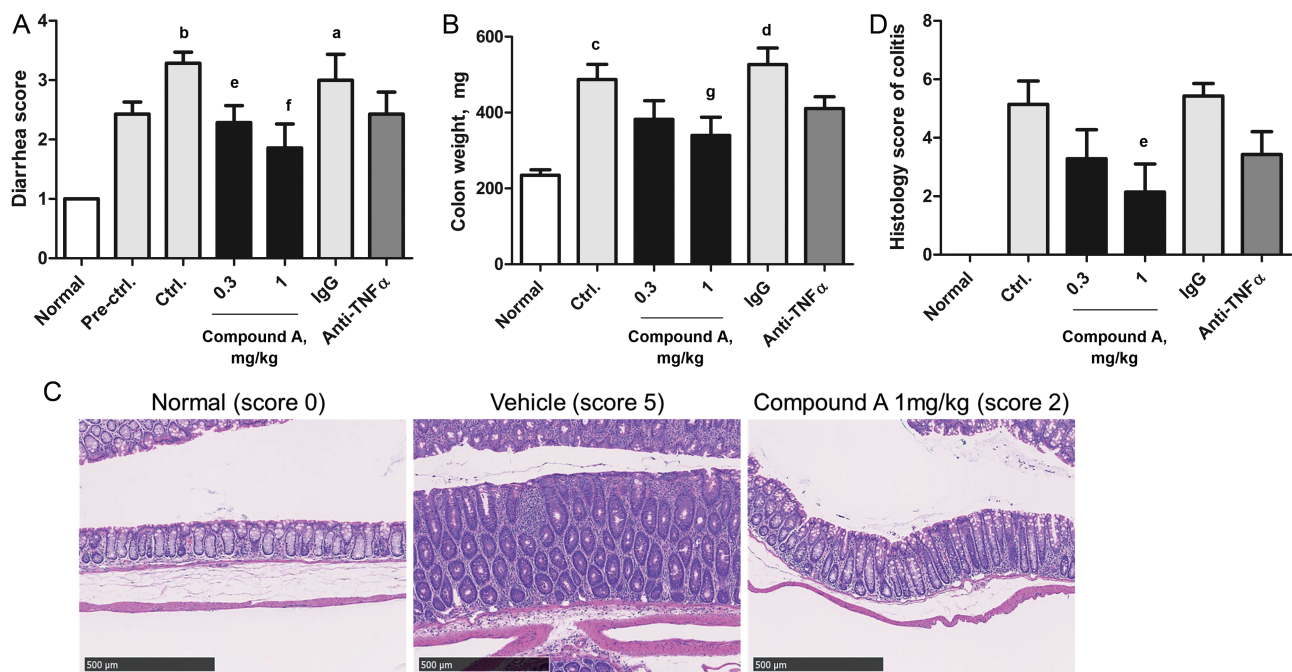 A
Diarrhea score
4
3
2
1
0
b
e
f
a
Normal
Pre-ctrl.
Ctrl.
0.3
1
IgG
Anti-TNFα
Compound A,
mg/kg
B
Colon weight, mg
600
400
200
0
c
g
d
Normal
Ctrl.
0.3
1
IgG
Anti-TNFα
Compound A,
mg/kg
D
Histology score of colitis
8
6
4
2
0
e
Normal
Ctrl.
0.3
1
IgG
Anti-TNFα
Compound A,
mg/kg
C
Normal (score 0)
Vehicle (score 5)
Compound A 1mg/kg (score 2)
500 µm
500 µm
500 µm